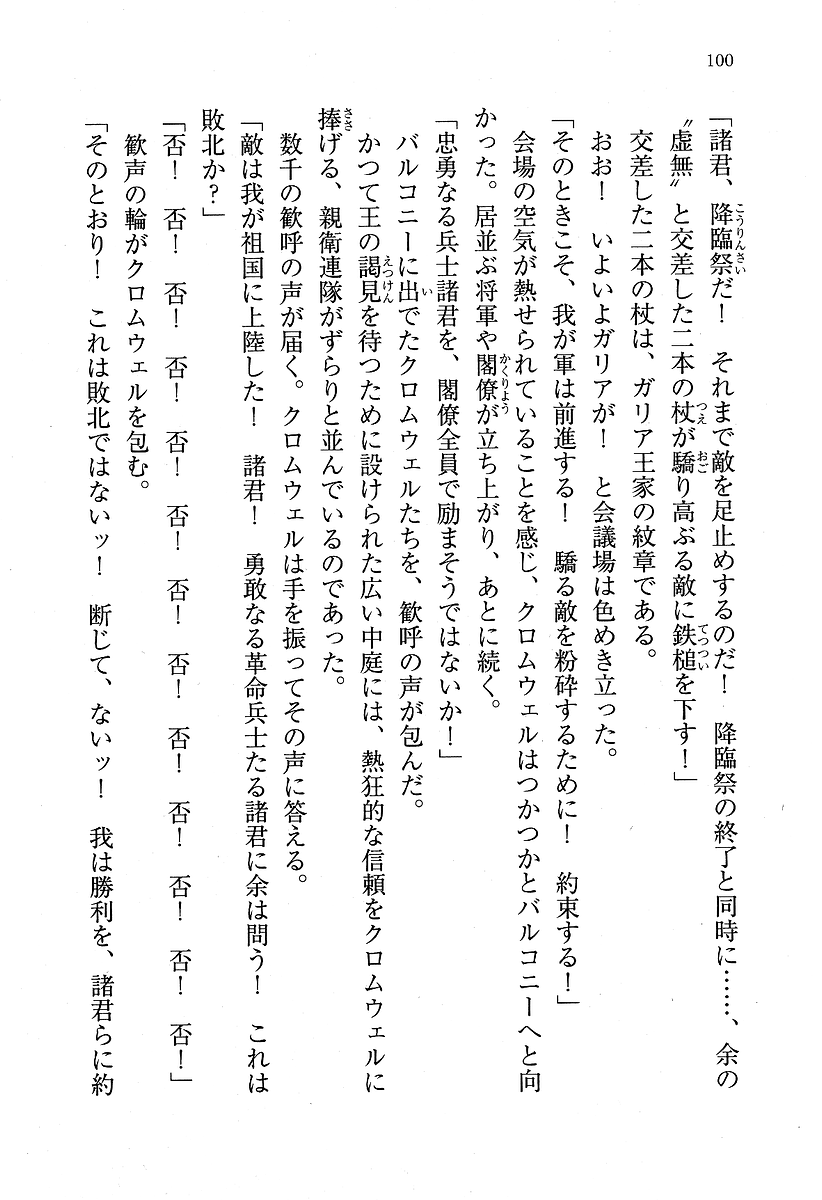 100
「諸君、降臨祭だ！　それまで敵を足止めするのだ！　降臨祭の終了と同時に……、余の
〝虚無〟と交差した二本の杖が驕り高ぶる敵に鉄槌を下す！」
交差した二本の杖は、ガリア王家の紋章である。
おお！　いよいよガリアが！　と会議場は色めき立った。
「そのときこそ、我が軍は前進する！　驕る敵を粉砕するために！　約束する！」
会場の空気が熱せられていることを感じ、クロムウェルはつかつかとバルコニーへと向
かった。居並ぶ将軍や閣僚が立ち上がり、あとに続く。
「忠勇なる兵士諸君を、閣僚全員で励まそうではないか！」
バルコニーに出でたクロムウェルたちを、歓呼の声が包んだ。
かつて王の謁見を待つために設けられた広い中庭には、熱狂的な信頼をクロムウェルに
捧げる、親衛連隊がずらりと並んでいるのであった。
数千の歓呼の声が届く。クロムウェルは手を振ってその声に答える。
「敵は我が祖国に上陸した！　諸君！　勇敢なる革命兵士たる諸君に余は問う！　これは
敗北か？」
「否！　否！　否！　否！　否！　否！　否！　否！　否！　否！　否！　否！　否！」
歓声の輪がクロムウェルを包む。
「そのとおり！　これは敗北ではないッ！　断じて、ないッ！　我は勝利を、諸君らに約